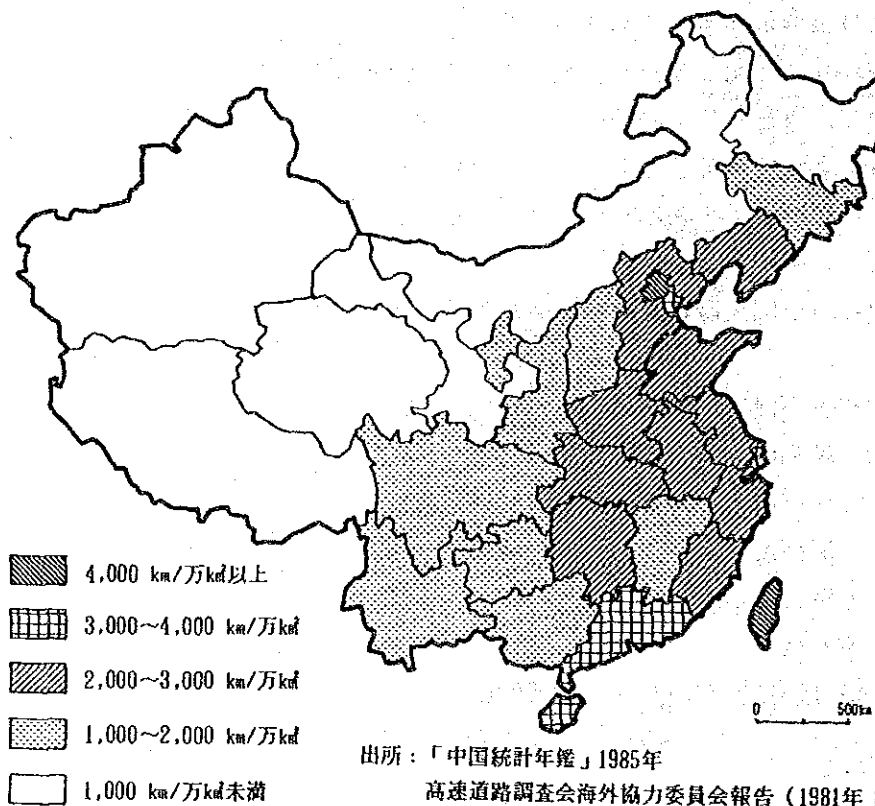 4,000 km/万km²以上
3,000～4,000 km/万km²
2,000～3,000 km/万km²
1,000～2,000 km/万km²
1,000 km/万km²未満
0 500km
出所：「中国統計年鑑」1985年
高速道路調査会海外協力委員会報告（1981年